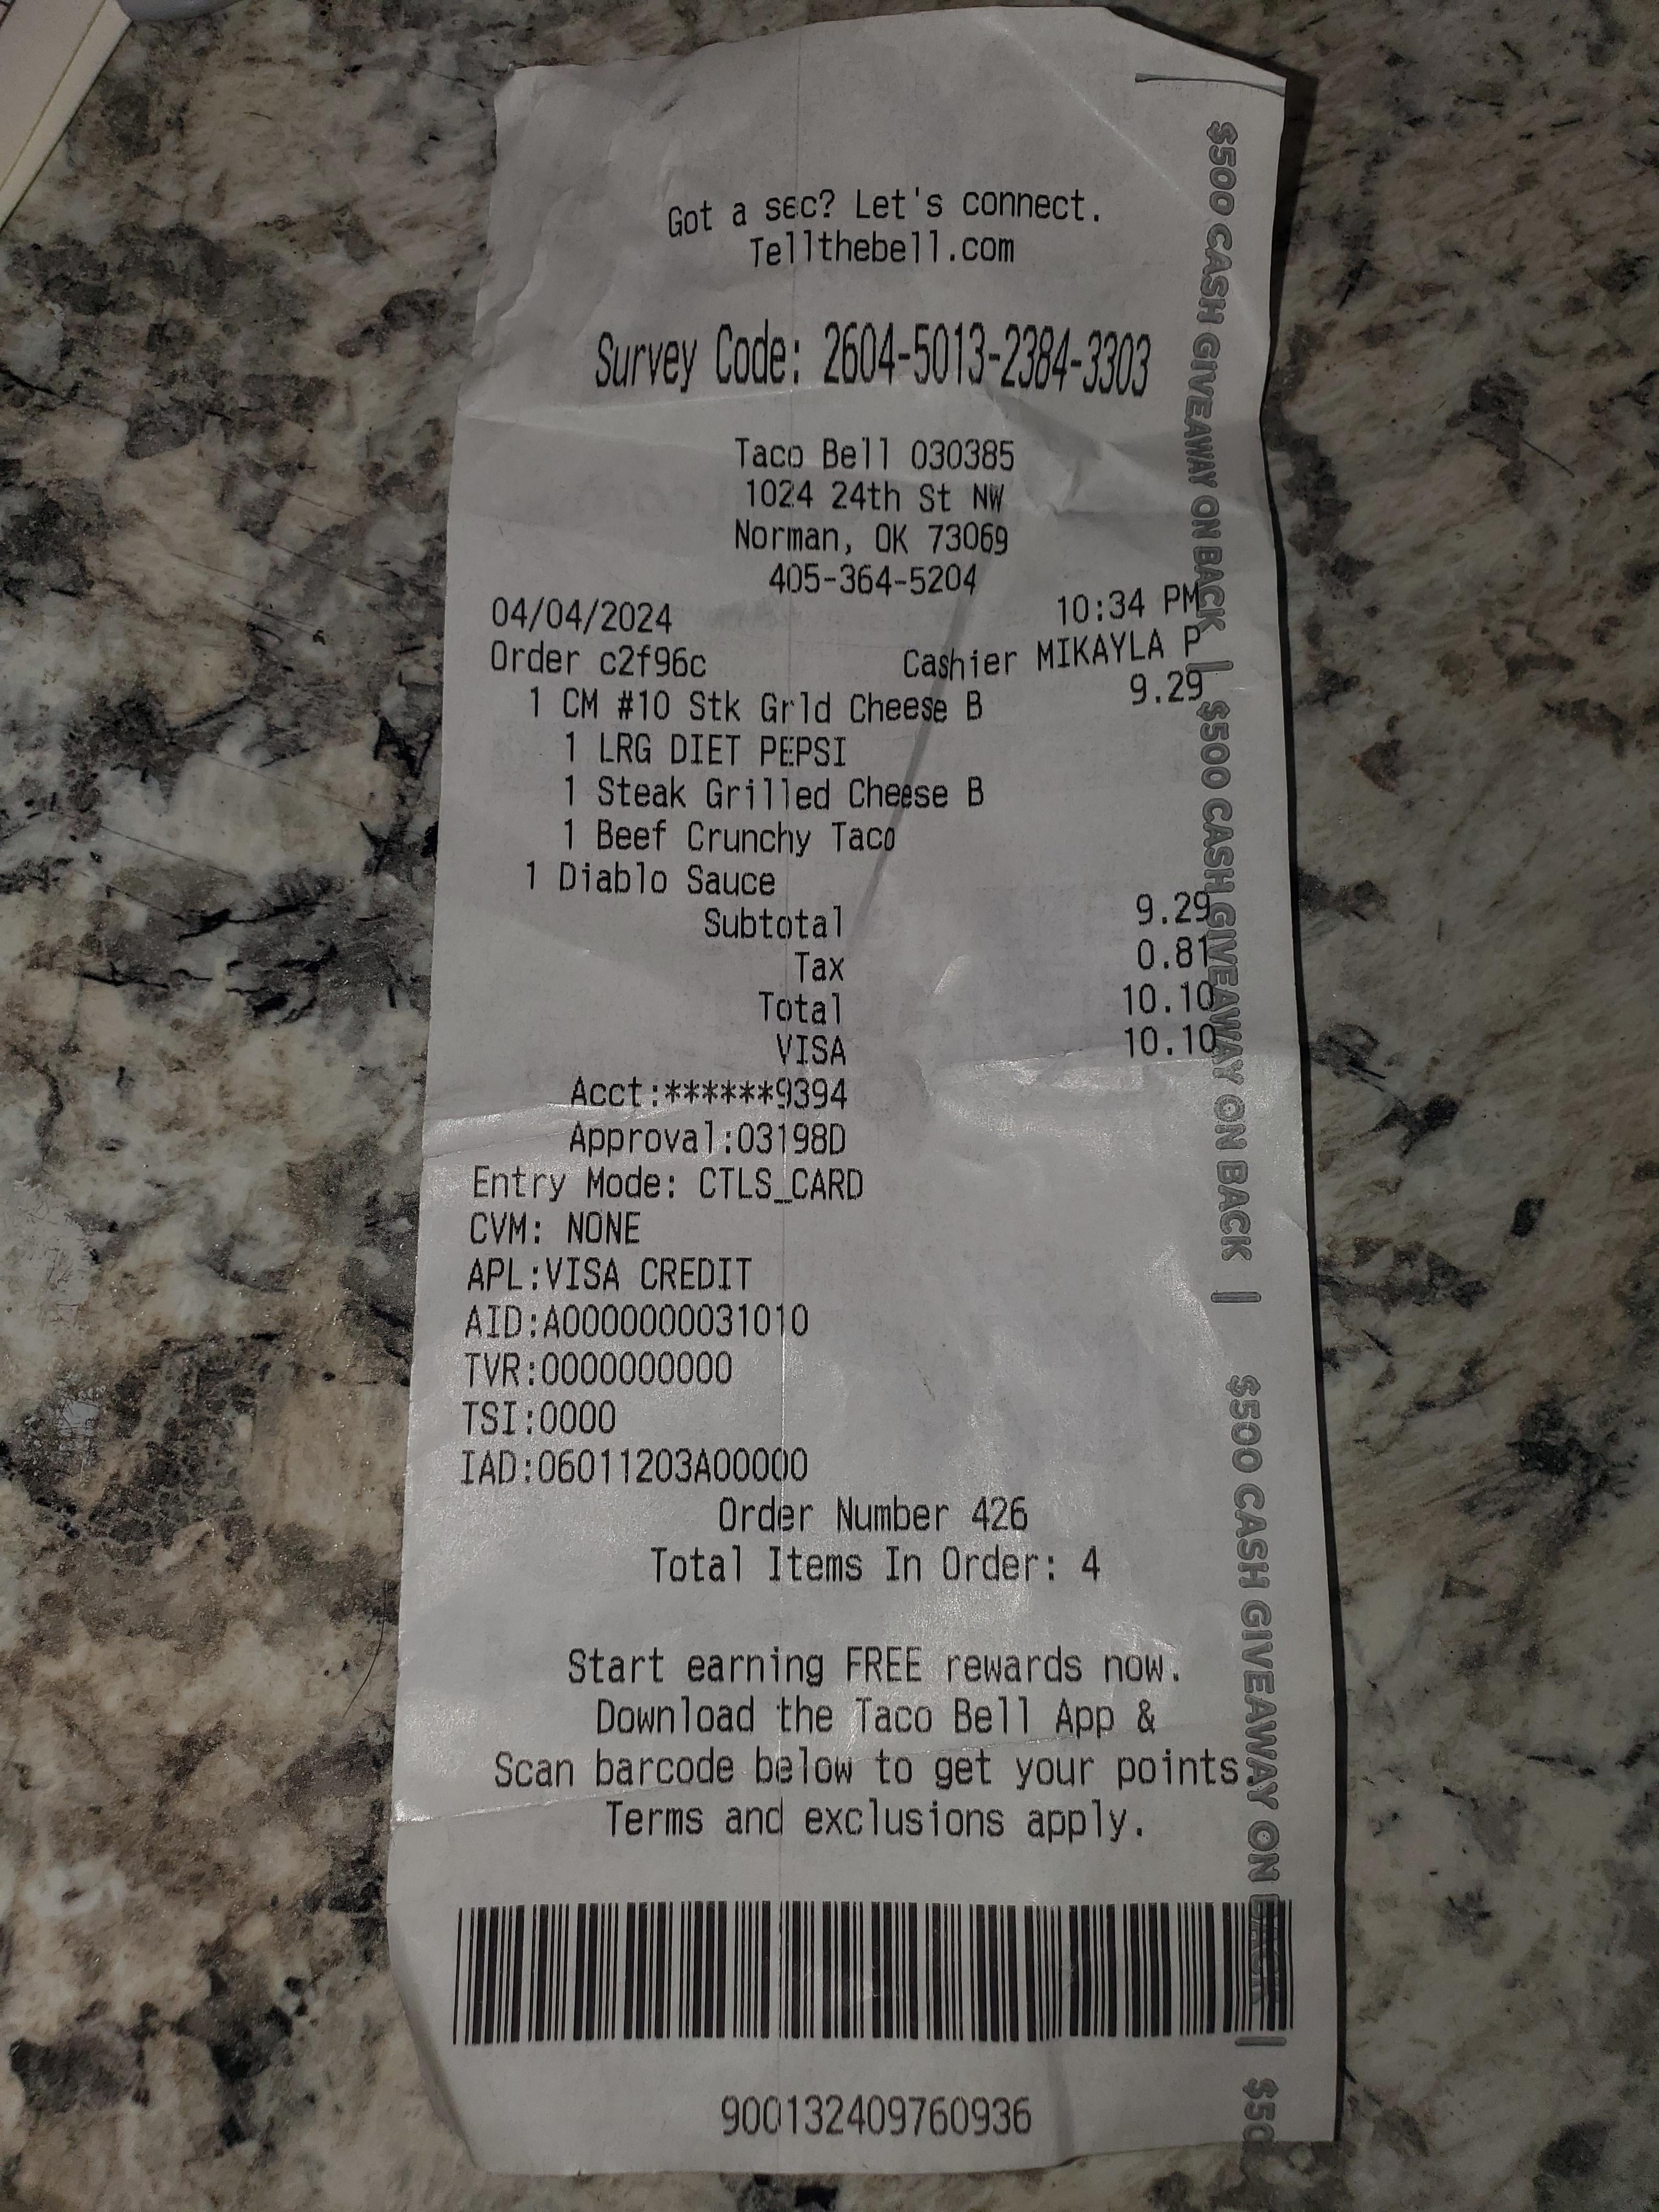 Got a sec? Let's connect.
Tellthebell.com
Survey Code: 2604-5013-2384-3303
Taco Bell 030385
1024 24th St NW
Norman, OK 73069
405-364-5204
04/04/2024 10:34 PM
Order c2f96c Cashier MIKAYLA P
1 CM #10 Stk Grld Cheese B 9.29
1 LRG DIET PEPSI
1 Steak Grilled Cheese B
1 Beef Crunchy Taco
1 Diablo Sauce
Subtotal 9.29
Tax 0.81
Total 10.10
VISA 10.10
Acct:******9394
Approval:03198D
Entry Mode: CTLS_CARD
CVM: NONE
APL:VISA CREDIT
AID:A0000000031010
TVR:0000000000
TSI:0000
IAD:06011203A00000
Order Number 426
Total Items In Order: 4
Start earning FREE rewards now.
Download the Taco Bell App &
Scan barcode below to get your points.
Terms and exclusions apply.
900132409760936
$500 CASH GIVEAWAY ON BACK | $500 CASH GIVEAWAY ON BACK | $500 CASH GIVEAWAY ON BACK | $50